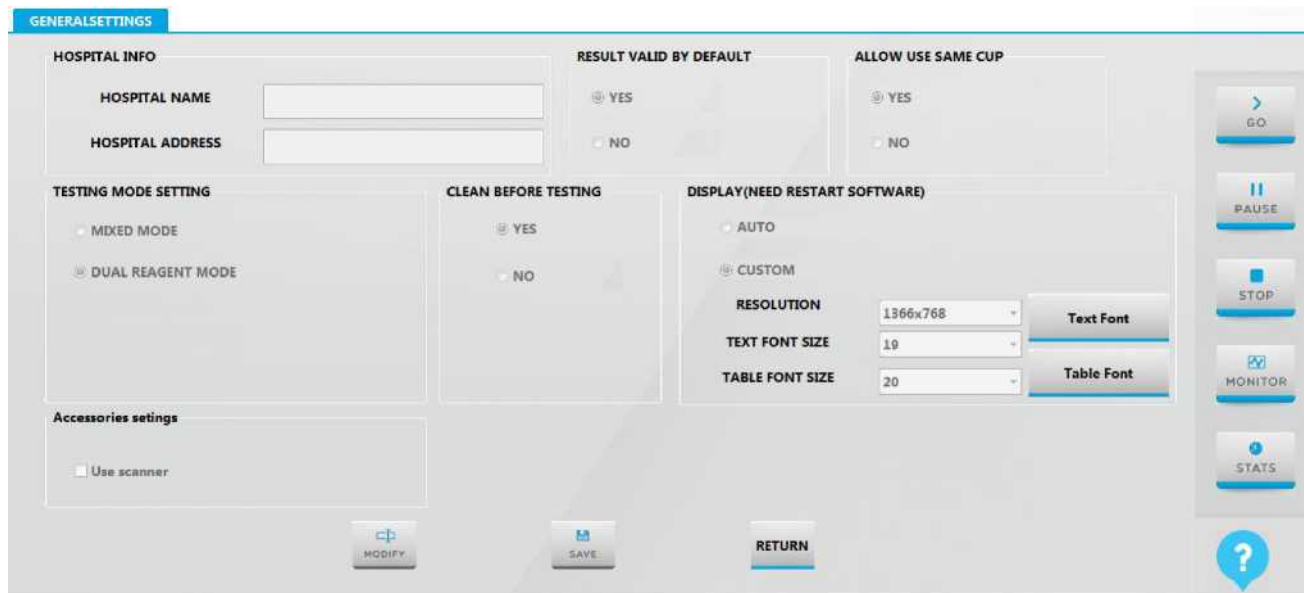 GENERALSETTINGS
HOSPITAL INFO
HOSPITAL NAME
HOSPITAL ADDRESS
RESULT VALID BY DEFAULT
YES
NO
ALLOW USE SAME CUP
YES
NO
TESTING MODE SETTING
MIXED MODE
DUAL REAGENT MODE
CLEAN BEFORE TESTING
YES
NO
DISPLAY(NEED RESTART SOFTWARE)
AUTO
CUSTOM
RESOLUTION 1366x768
TEXT FONT SIZE 19
TABLE FONT SIZE 20
Text Font
Table Font
Accessories setings
Use scanner
MODIFY
SAVE
RETURN
GO
PAUSE
STOP
MONITOR
STATS
?